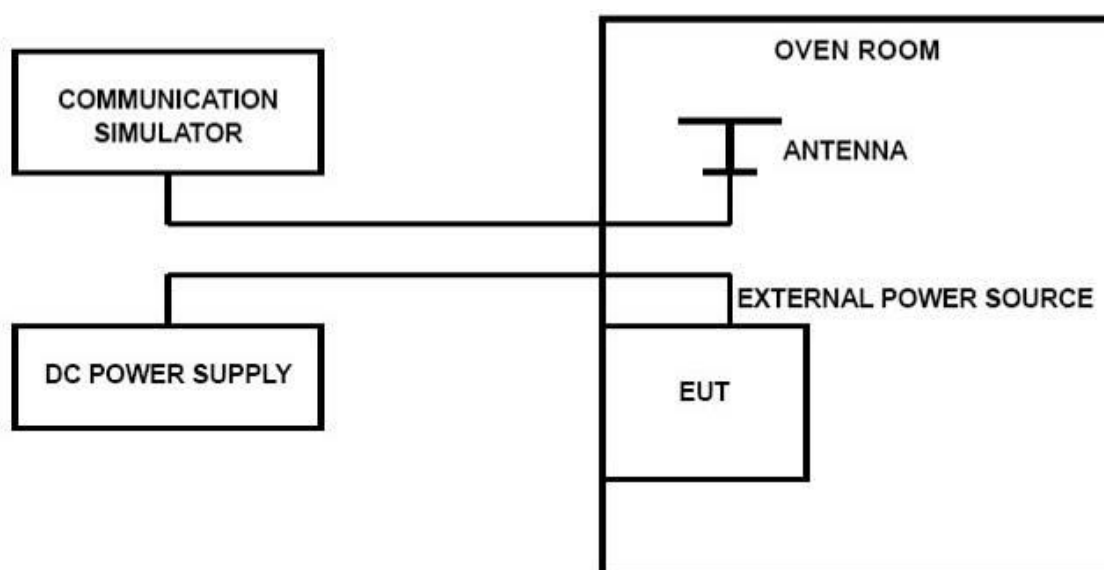 OVEN ROOM
COMMUNICATION
SIMULATOR
ANTENNA
EXTERNAL POWER SOURCE
DC POWER SUPPLY
EUT